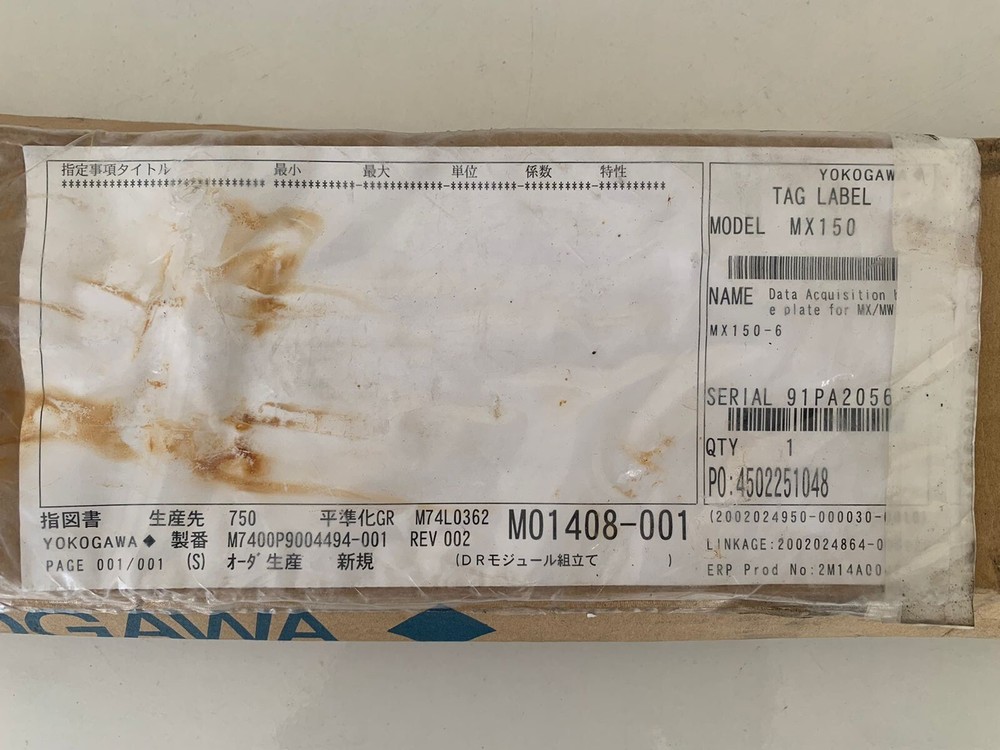 指定事項タイトル 最小 最大 単位 係数 特性
指図書 生産先 750 平準化GR M74L0362 M01408-001
YOKOGAWA◆ 製番 M7400P9004494-001 REV 002
PAGE 001/001 (S) オーダ生産 新規 (DRモジュール組立て )
YOKOGAW
TAG LABEL
MODEL MX150
NAME Data Acquisition
e plate for MX/MW
MX150-6
SERIAL 91PA2056
QTY 1
PO:4502251048
(2002024950-000030-
LINKAGE:2002024864-0
ERP Prod No:2M14A00
OGAWA◆